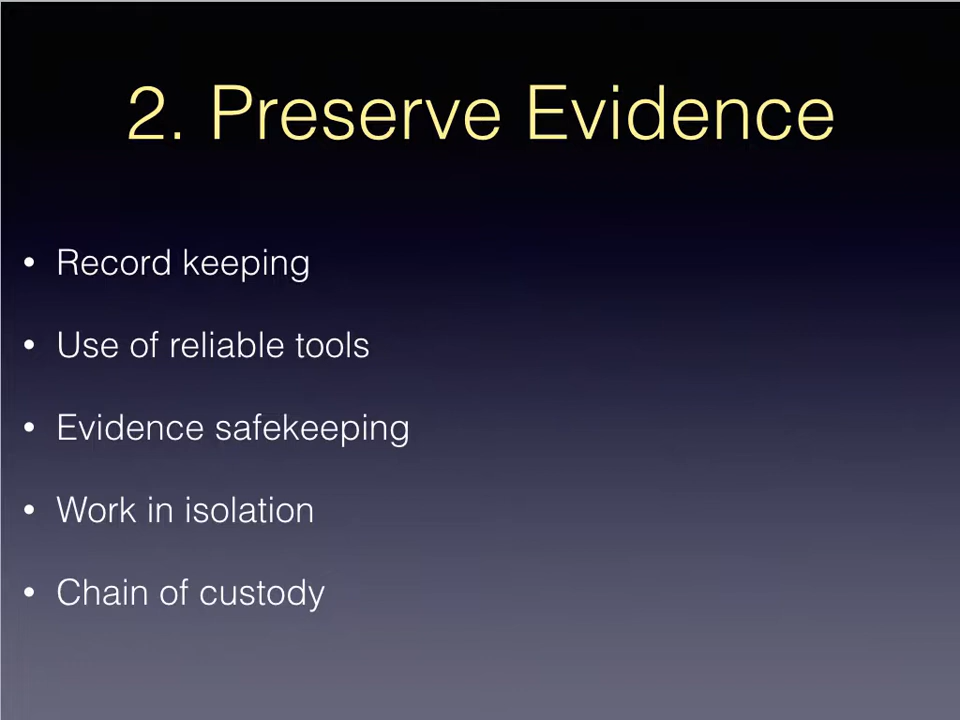 2. Preserve Evidence
• Record keeping
• Use of reliable tools
• Evidence safekeeping
• Work in isolation
• Chain of custody